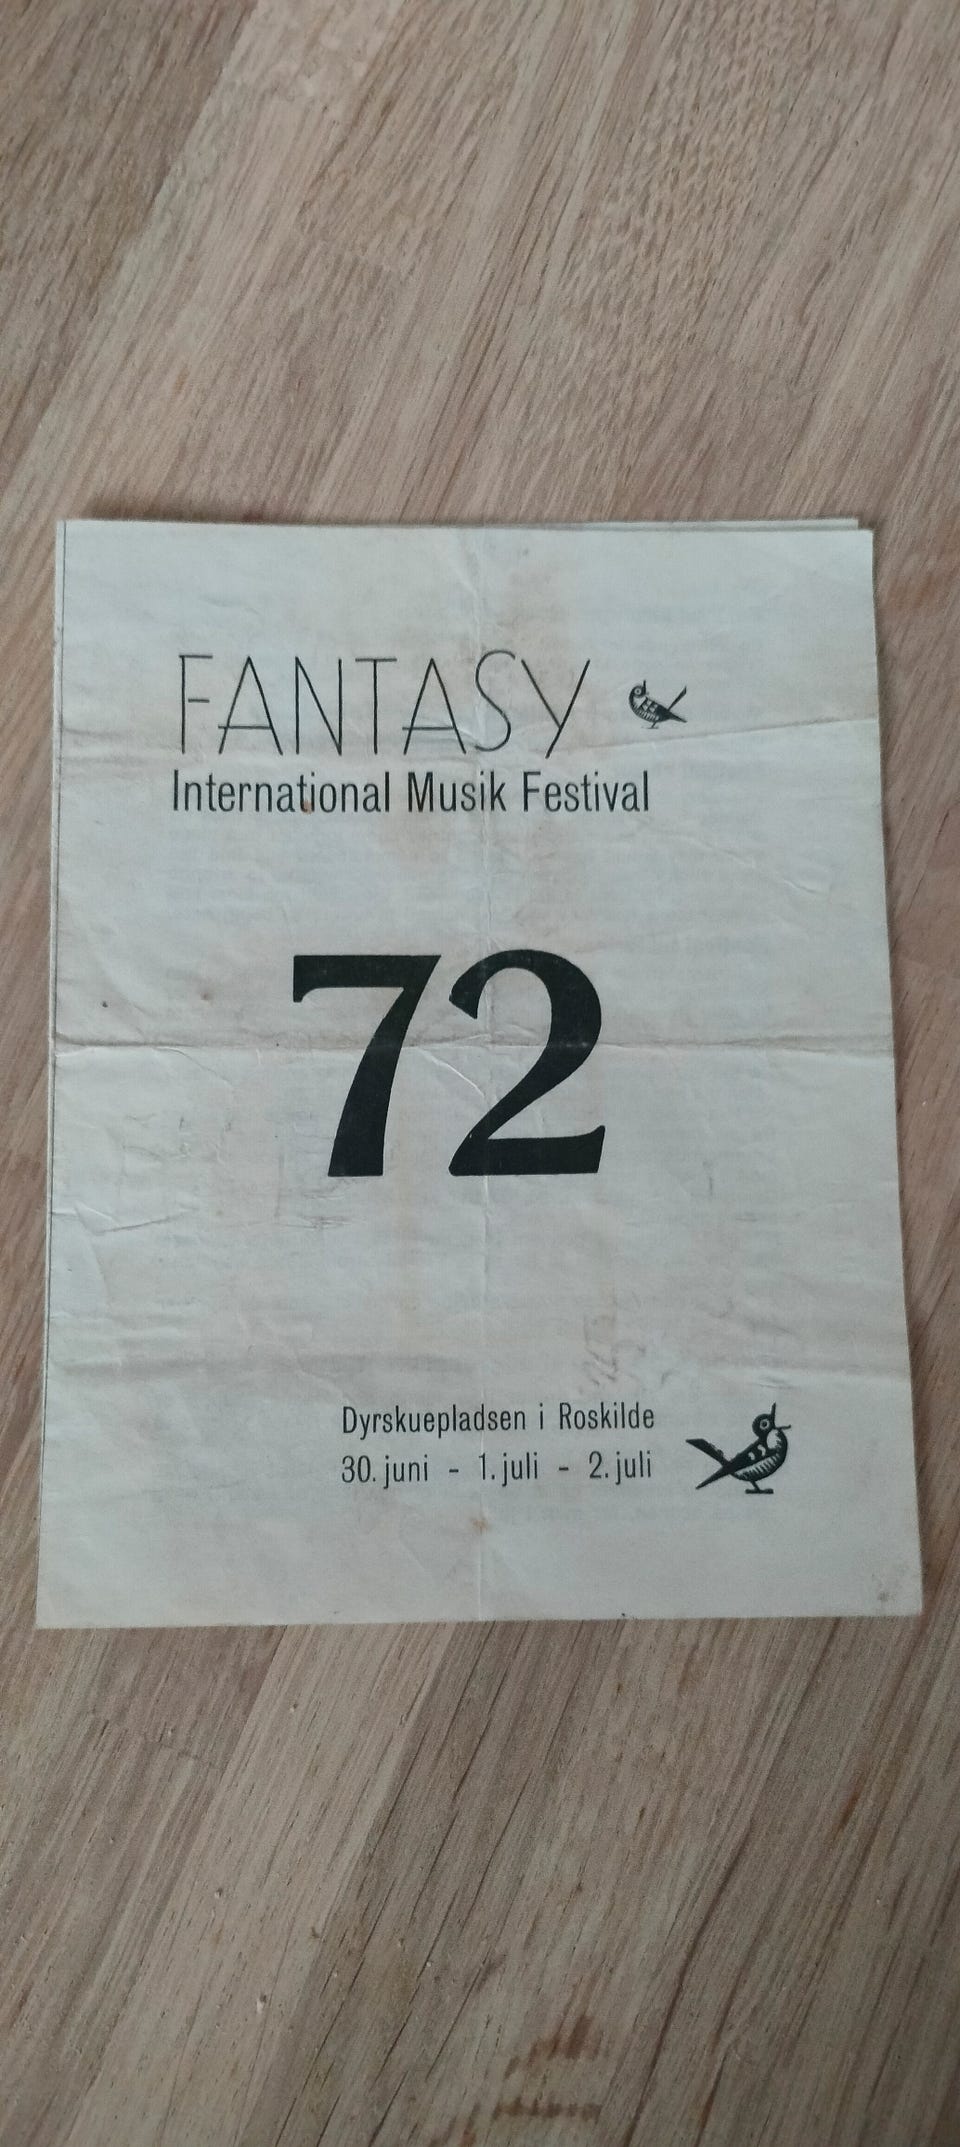 FANTASY
International Musik Festival
72
Dyrskuepladsen i Roskilde
30. juni - 1. juli - 2. juli